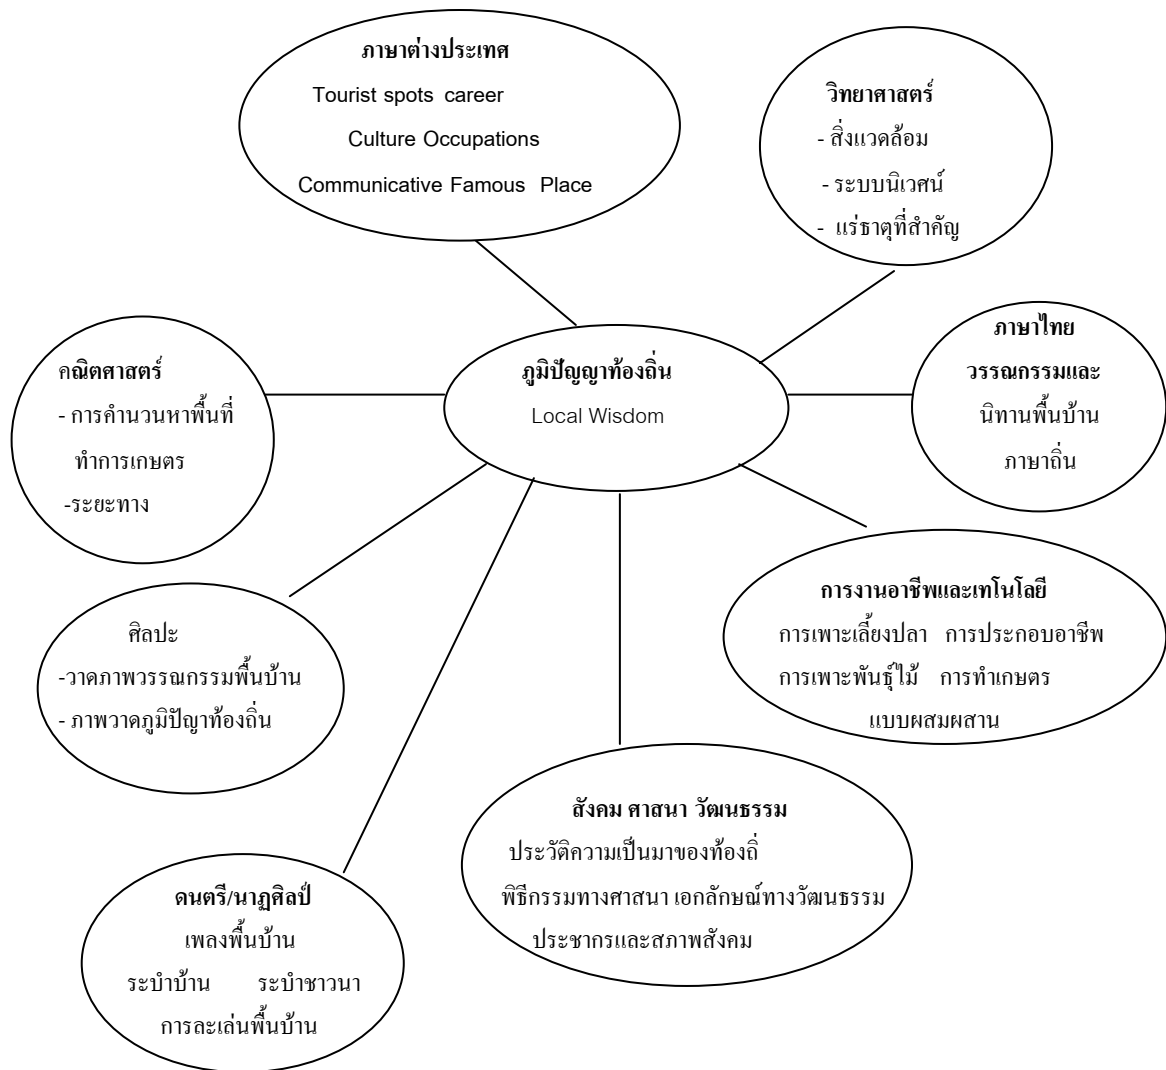 ภาษาต่างประเทศ
Tourist spots career
Culture Occupations
Communicative Famous Place
วิทยาศาสตร์
- สิ่งแวดล้อม
- ระบบนิเวศน์
- แร่ธาตุที่สำคัญ
ภูมิปัญญาท้องถิ่น
Local Wisdom
ภาษาไทย
วรรณกรรมและ
นิทานพื้นบ้าน
ภาษาถิ่น
คณิตศาสตร์
- การคำนวนหาพื้นที่
ทำการเกษตร
-ระยะทาง
การงานอาชีพและเทโนโลยี
การเพาะเลี้ยงปลา การประกอบอาชีพ
การเพาะพันธุ์ไม้ การทำเกษตร
แบบผสมผสาน
ศิลปะ
-วาดภาพวรรณกรรมพื้นบ้าน
- ภาพวาดภูมิปัญาท้องถิ่น
สังคม ศาสนา วัฒนธรรม
ประวัติความเป็นมาของท้องถิ่
พิธีกรรมทางศาสนา เอกลักษณ์ทางวัฒนธรรม
ประชากรและสภาพสังคม
ดนตรี/นาฏศิลป์
เพลงพื้นบ้าน
ระบำบ้าน ระบำชาวนา
การละเล่นพื้นบ้าน